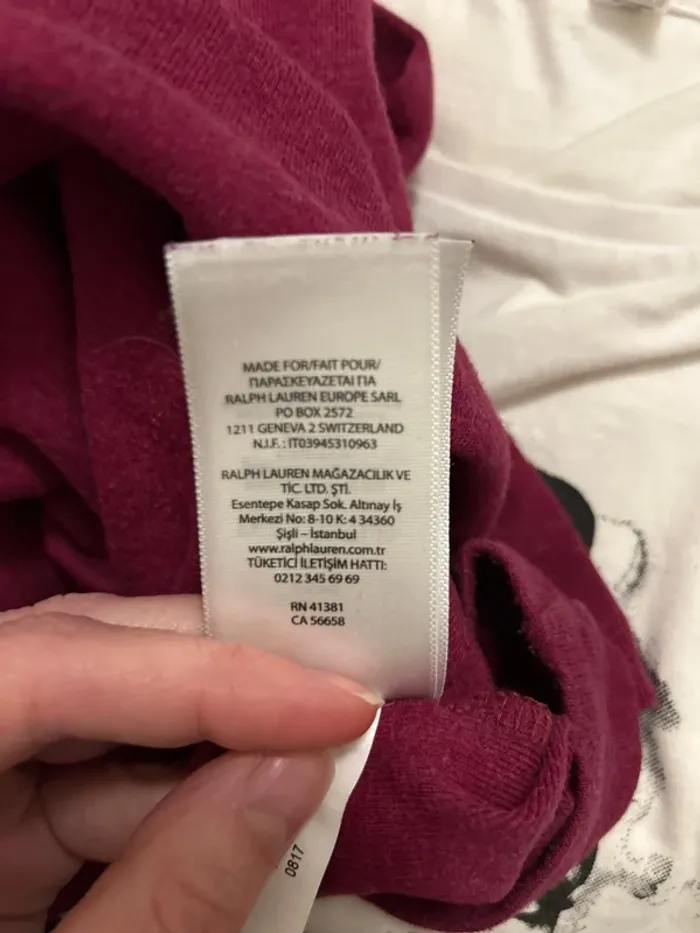 MADE FOR/FAIT POUR/
ΠΑΡΑΣΚΕΥΑΖΕΤΑΙ ΓΙΑ
RALPH LAUREN EUROPE SARL
PO BOX 2572
1211 GENEVA 2 SWITZERLAND
N.I.F.: IT03945310963
RALPH LAUREN MAĞAZACILIK VE
TİC. LTD. ŞTİ.
Esentepe Kasap Sok. Altınay İş
Merkezi No: 8-10 K: 4 34360
Şişli – İstanbul
www.ralphlauren.com.tr
TÜKETİCİ İLETİŞİM HATTI:
0212 345 69 69
RN 41381
CA 56658
0817